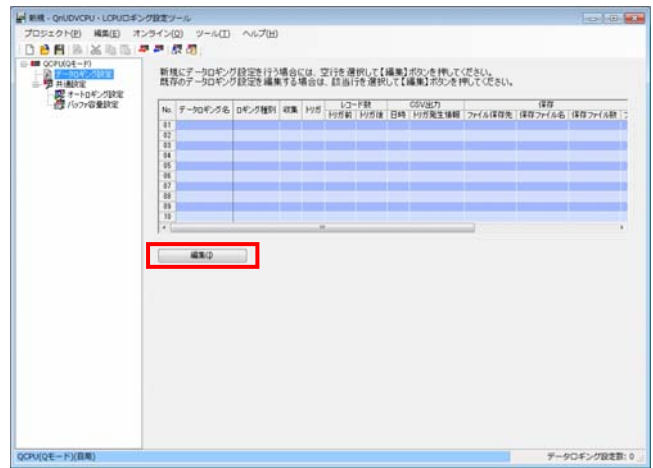 新規 - QnUDVCPU・LCPUロギング設定ツール
プロジェクト(P) 編集(E) オンライン(O) ツール(T) ヘルプ(H)
QCPU(Qモード)
データロギング設定
共通設定
オートロギング設定
バッファ容量設定
新規にデータロギング設定を行う場合には、空行を選択して【編集】ボタンを押してください。
既存のデータロギング設定を編集する場合は、該当行を選択して【編集】ボタンを押してください。
No. データロギング名 ロギング種別 収集 トリガ レコード数 CSV出力 保存
トリガ前 トリガ後 日時 トリガ発生情報 ファイル保存先 保存ファイル名 保存ファイル数 フ
01
02
03
04
05
06
07
08
09
10
編集(I)
QCPU(Qモード)(自局) データロギング設定数: 0